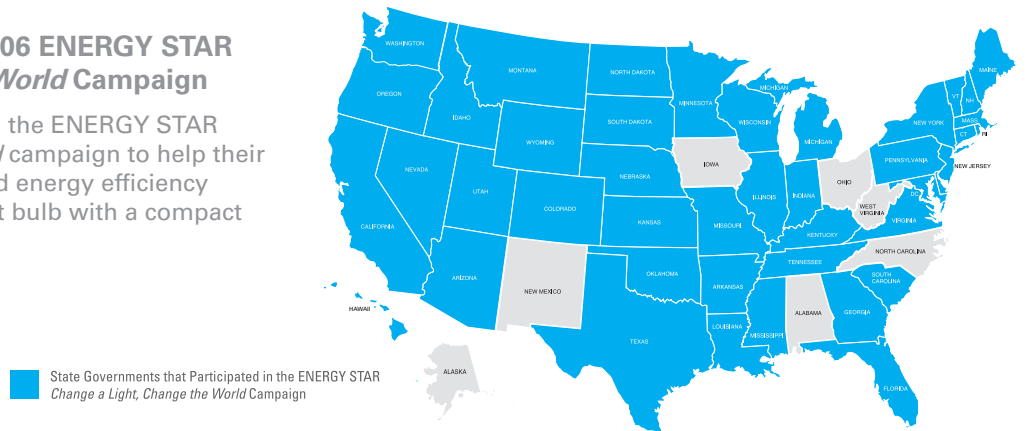 06 ENERGY STAR
World Campaign
the ENERGY STAR
campaign to help their
energy efficiency
bulb with a compact
WASHINGTON
OREGON
CALIFORNIA
NEVADA
IDAHO
MONTANA
WYOMING
UTAH
ARIZONA
COLORADO
NEW MEXICO
NORTH DAKOTA
SOUTH DAKOTA
NEBRASKA
KANSAS
OKLAHOMA
TEXAS
MINNESOTA
IOWA
MISSOURI
ARKANSAS
LOUISIANA
WISCONSIN
ILLINOIS
MICHIGAN
MICHIGAN
INDIANA
OHIO
KENTUCKY
TENNESSEE
MISSISSIPPI
ALABAMA
GEORGIA
FLORIDA
SOUTH
CAROLINA
NORTH CAROLINA
VIRGINIA
WEST
VIRGINIA
DC
PENNSYLVANIA
NEW JERSEY
NEW YORK
VT
NH
MAINE
MASS
CT
RI
HAWAII
ALASKA
State Governments that Participated in the ENERGY STAR
Change a Light, Change the World Campaign